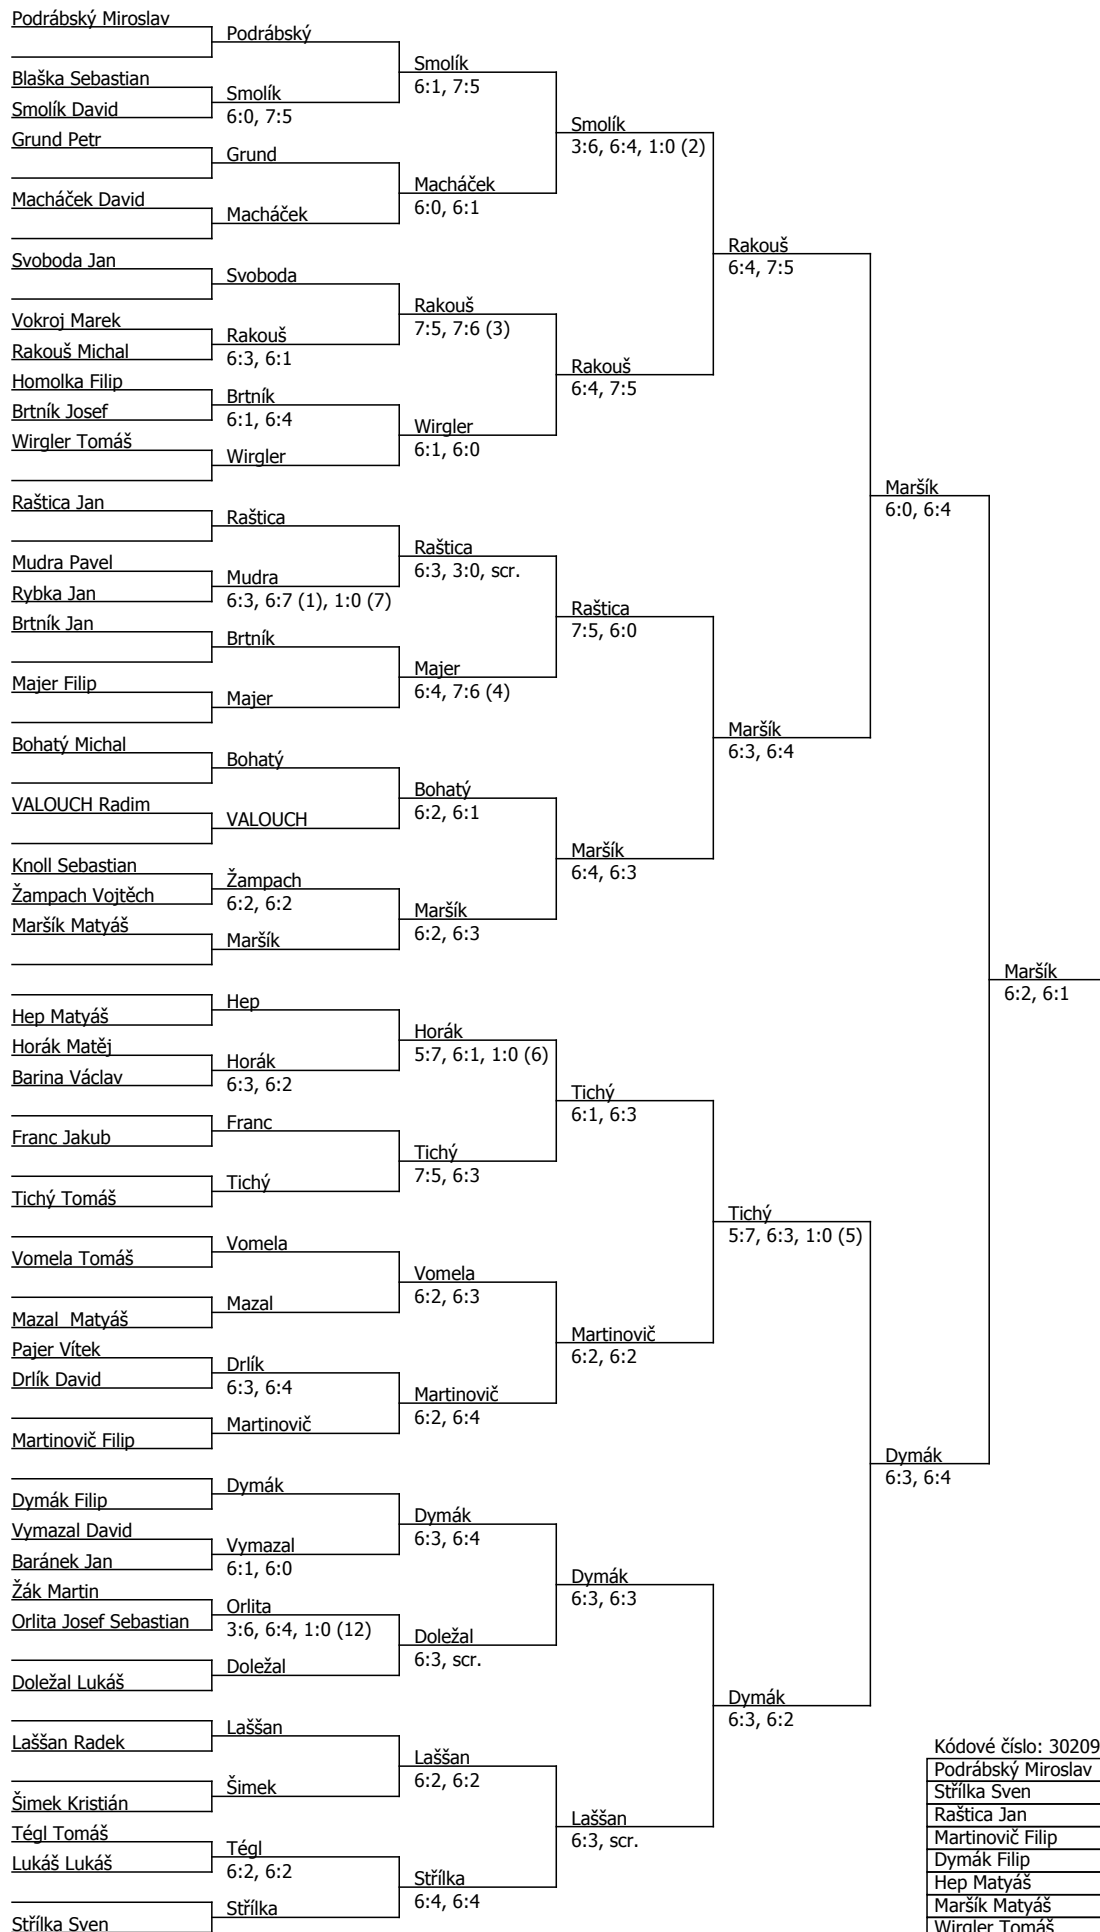 Podrábský Miroslav
Blaška Sebastian
Smolík David
Grund Petr
Macháček David
Svoboda Jan
Vokroj Marek
Rakouš Michal
Homolka Filip
Brtník Josef
Wirgler Tomáš
Raštica Jan
Mudra Pavel
Rybka Jan
Brtník Jan
Majer Filip
Bohatý Michal
VALOUCH Radim
Knoll Sebastian
Žampach Vojtěch
Maršík Matyáš
Hep Matyáš
Horák Matěj
Barina Václav
Franc Jakub
Tichý Tomáš
Vomela Tomáš
Mazal  Matyáš
Pajer Vítek
Drlík David
Martinovič Filip
Dymák Filip
Vymazal David
Baránek Jan
Žák Martin
Orlita Josef Sebastian
Doležal Lukáš
Laššan Radek
Šimek Kristián
Tégl Tomáš
Lukáš Lukáš
Střílka Sven
Podrábský
Smolík
6:0, 7:5
Grund
Macháček
Svoboda
Rakouš
6:3, 6:1
Brtník
6:1, 6:4
Wirgler
Raštica
Mudra
6:3, 6:7 (1), 1:0 (7)
Brtník
Majer
Bohatý
VALOUCH
Žampach
6:2, 6:2
Maršík
Hep
Horák
6:3, 6:2
Franc
Tichý
Vomela
Mazal
Drlík
6:3, 6:4
Martinovič
Dymák
Vymazal
6:1, 6:0
Orlita
3:6, 6:4, 1:0 (12)
Doležal
Laššan
Šimek
Tégl
6:2, 6:2
Střílka
Smolík
6:1, 7:5
Macháček
6:0, 6:1
Rakouš
7:5, 7:6 (3)
Wirgler
6:1, 6:0
Raštica
6:3, 3:0, scr.
Majer
6:4, 7:6 (4)
Bohatý
6:2, 6:1
Maršík
6:2, 6:3
Horák
5:7, 6:1, 1:0 (6)
Tichý
7:5, 6:3
Vomela
6:2, 6:3
Martinovič
6:2, 6:4
Dymák
6:3, 6:4
Doležal
6:3, scr.
Laššan
6:2, 6:2
Střílka
6:4, 6:4
Smolík
3:6, 6:4, 1:0 (2)
Rakouš
6:4, 7:5
Raštica
7:5, 6:0
Maršík
6:4, 6:3
Tichý
6:1, 6:3
Martinovič
6:2, 6:2
Dymák
6:3, 6:3
Laššan
6:3, scr.
Rakouš
6:4, 7:5
Maršík
6:3, 6:4
Tichý
5:7, 6:3, 1:0 (5)
Dymák
6:3, 6:2
Maršík
6:0, 6:4
Dymák
6:3, 6:4
Maršík
6:2, 6:1
Kódové číslo: 30209
Podrábský Miroslav
Střílka Sven
Raštica Jan
Martinovič Filip
Dymák Filip
Hep Matyáš
Maršík Matyáš
Wirgler Tomáš